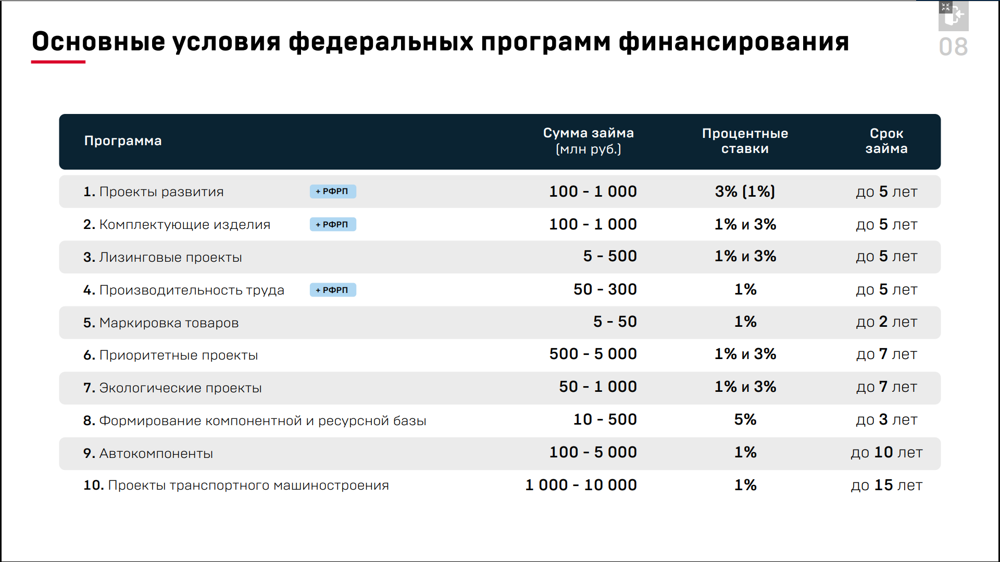 Основные условия федеральных программ финансирования
08
Программа
Сумма займа
(млн руб.)
Процентные
ставки
Срок
займа
1. Проекты развития + РФРП 100 - 1 000 3% (1%) до 5 лет
2. Комплектующие изделия + РФРП 100 - 1 000 1% и 3% до 5 лет
3. Лизинговые проекты 5 - 500 1% и 3% до 5 лет
4. Производительность труда + РФРП 50 - 300 1% до 5 лет
5. Маркировка товаров 5 - 50 1% до 2 лет
6. Приоритетные проекты 500 - 5 000 1% и 3% до 7 лет
7. Экологические проекты 50 - 1 000 1% и 3% до 7 лет
8. Формирование компонентной и ресурсной базы 10 - 500 5% до 3 лет
9. Автокомпоненты 100 - 5 000 1% до 10 лет
10. Проекты транспортного машиностроения 1 000 - 10 000 1% до 15 лет